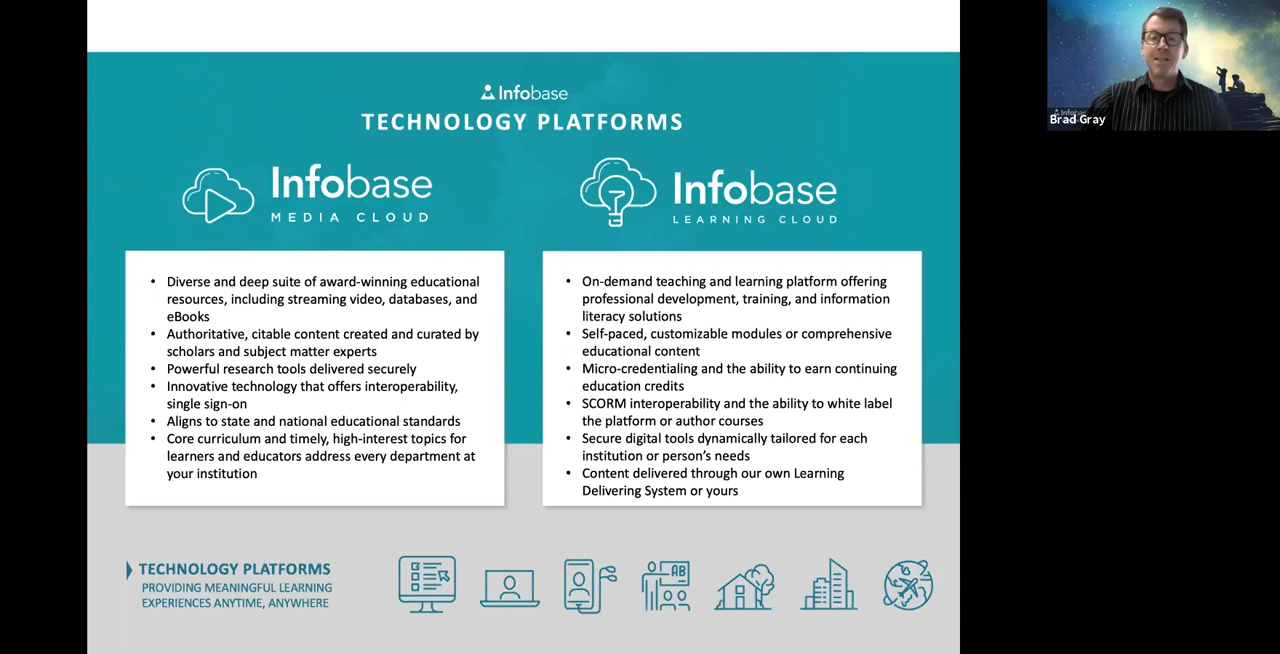 Infobase
TECHNOLOGY PLATFORMS
Infobase
MEDIA CLOUD
• Diverse and deep suite of award-winning educational
resources, including streaming video, databases, and
eBooks
• Authoritative, citable content created and curated by
scholars and subject matter experts
• Powerful research tools delivered securely
• Innovative technology that offers interoperability,
single sign-on
• Aligns to state and national educational standards
• Core curriculum and timely, high-interest topics for
learners and educators address every department at
your institution
Infobase
LEARNING CLOUD
• On-demand teaching and learning platform offering
professional development, training, and information
literacy solutions
• Self-paced, customizable modules or comprehensive
educational content
• Micro-credentialing and the ability to earn continuing
education credits
• SCORM interoperability and the ability to white label
the platform or author courses
• Secure digital tools dynamically tailored for each
institution or person's needs
• Content delivered through our own Learning
Delivering System or yours
TECHNOLOGY PLATFORMS
PROVIDING MEANINGFUL LEARNING
EXPERIENCES ANYTIME, ANYWHERE
AB
Infobase
Brad Gray